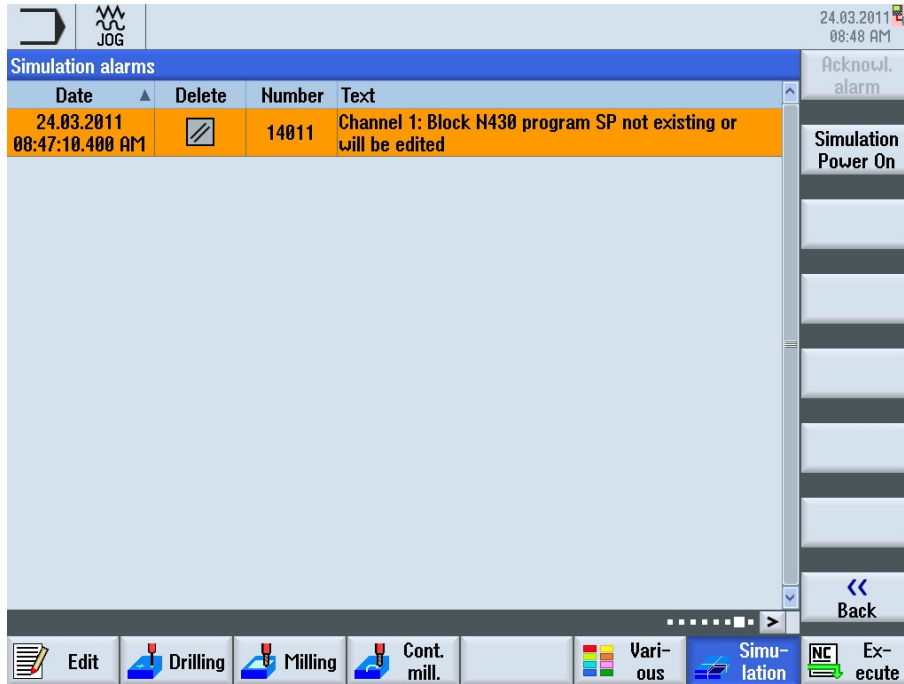 JOG
24.03.2011
08:48 AM
Simulation alarms
Acknowl.
alarm
Date Delete Number Text
24.03.2011
08:47:10.400 AM
14011
Channel 1: Block N430 program SP not existing or
will be edited
Simulation
Power On
<<
Back
>
Edit
Drilling
Milling
Cont.
mill.
Vari-
ous
Simu-
lation
NC
Ex-
ecute